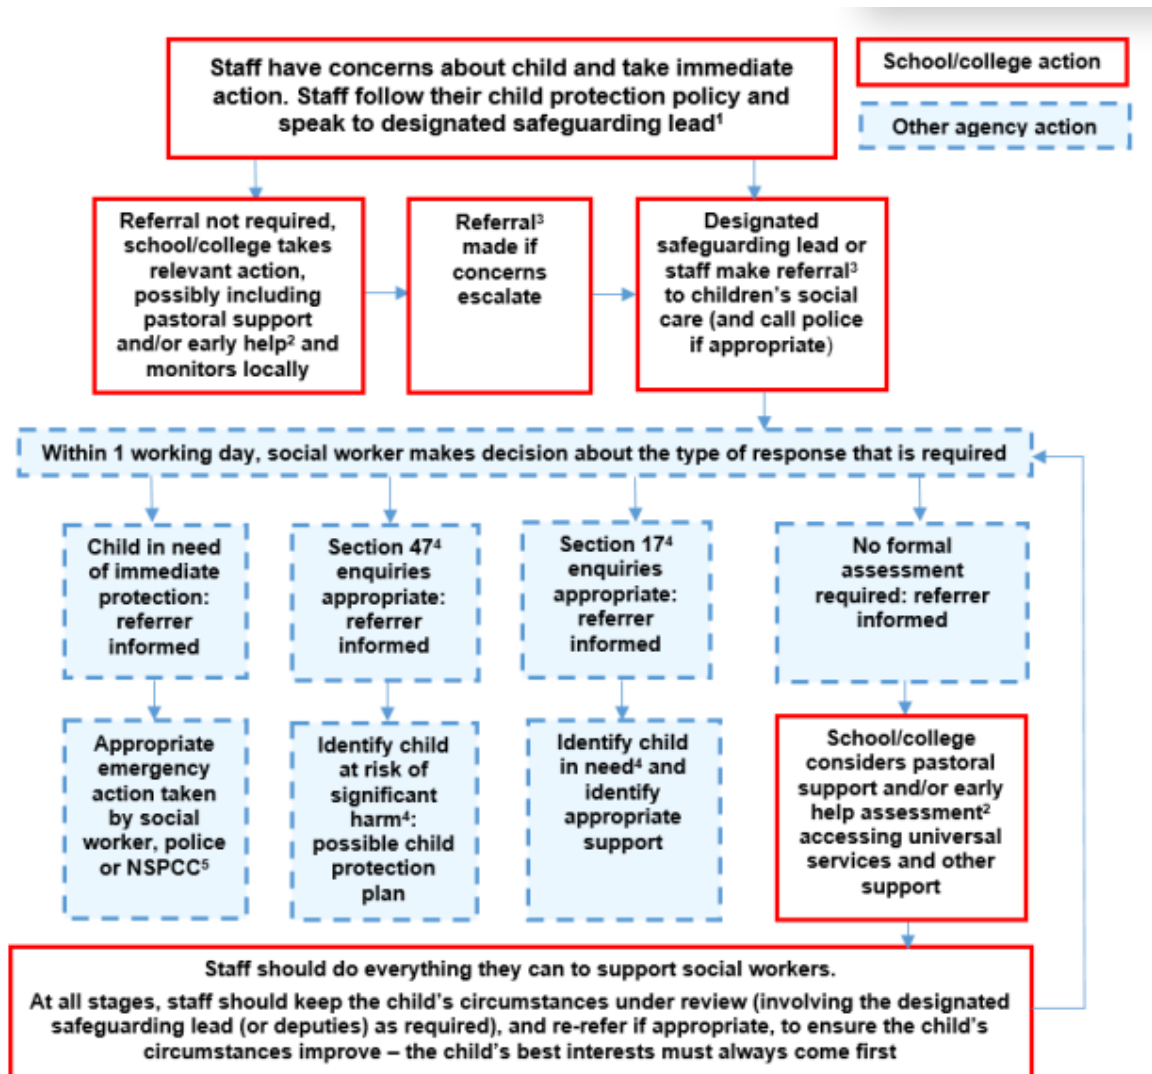 Staff have concerns about child and take immediate
action. Staff follow their child protection policy and
speak to designated safeguarding lead¹
School/college action
Other agency action
Referral not required,
school/college takes
relevant action,
possibly including
pastoral support
and/or early help² and
monitors locally
Referral³
made if
concerns
escalate
Designated
safeguarding lead or
staff make referral³
to children's social
care (and call police
if appropriate)
Within 1 working day, social worker makes decision about the type of response that is required
Child in need
of immediate
protection:
referrer
informed
Section 47⁴
enquiries
appropriate:
referrer
informed
Section 17⁴
enquiries
appropriate:
referrer
informed
No formal
assessment
required: referrer
informed
Appropriate
emergency
action taken
by social
worker, police
or NSPCC⁵
Identify child
at risk of
significant
harm⁴:
possible child
protection
plan
Identify child
in need⁴ and
identify
appropriate
support
School/college
considers pastoral
support and/or early
help assessment²
accessing universal
services and other
support
Staff should do everything they can to support social workers.
At all stages, staff should keep the child's circumstances under review (involving the designated
safeguarding lead (or deputies) as required), and re-refer if appropriate, to ensure the child's
circumstances improve – the child's best interests must always come first